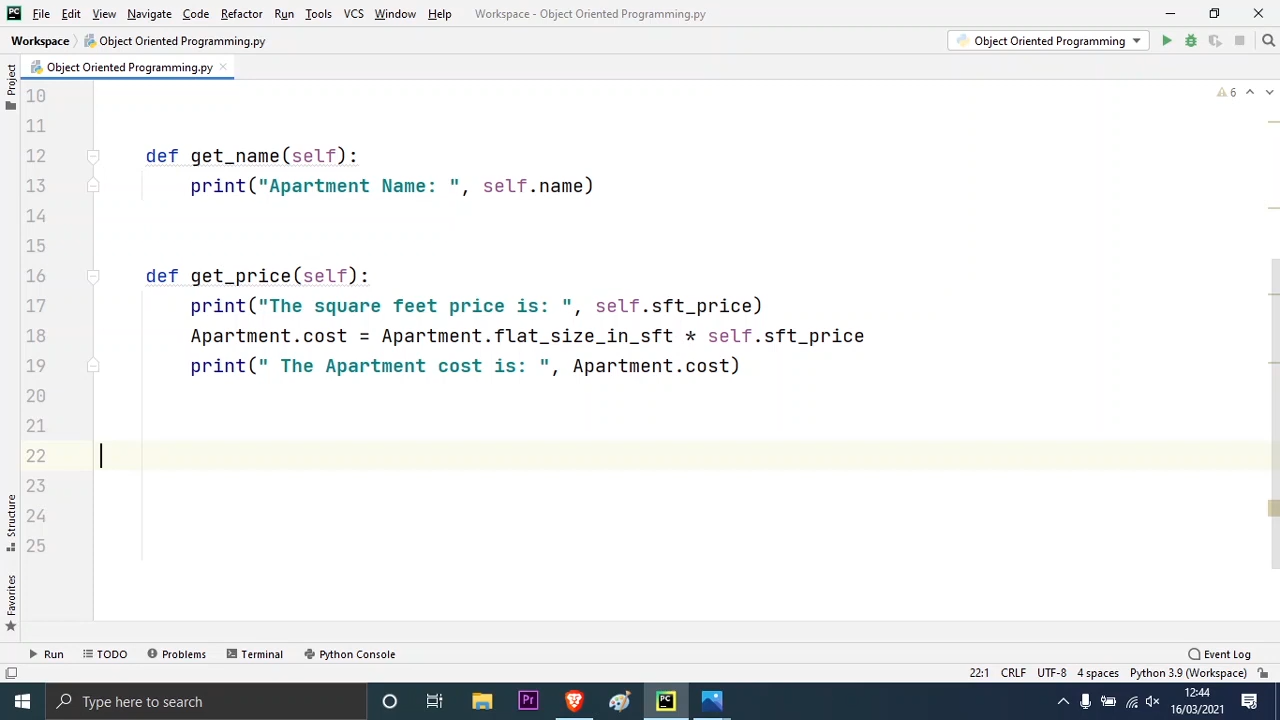 PC File Edit View Navigate Code Refactor Run Tools VCS Window Help Workspace - Object Oriented Programming.py
Workspace Object Oriented Programming.py Object Oriented Programming
Project Object Oriented Programming.py
10 6
11
12 def get_name(self):
13 print("Apartment Name: ", self.name)
14
15
16 def get_price(self):
17 print("The square feet price is: ", self.sft_price)
18 Apartment.cost = Apartment.flat_size_in_sft * self.sft_price
19 print(" The Apartment cost is: ", Apartment.cost)
20
21
22
23
24
25
Structure
Favorites
Run TODO Problems Terminal Python Console Event Log
22:1 CRLF UTF-8 4 spaces Python 3.9 (Workspace)
Type here to search Pr PC 12:44
16/03/2021